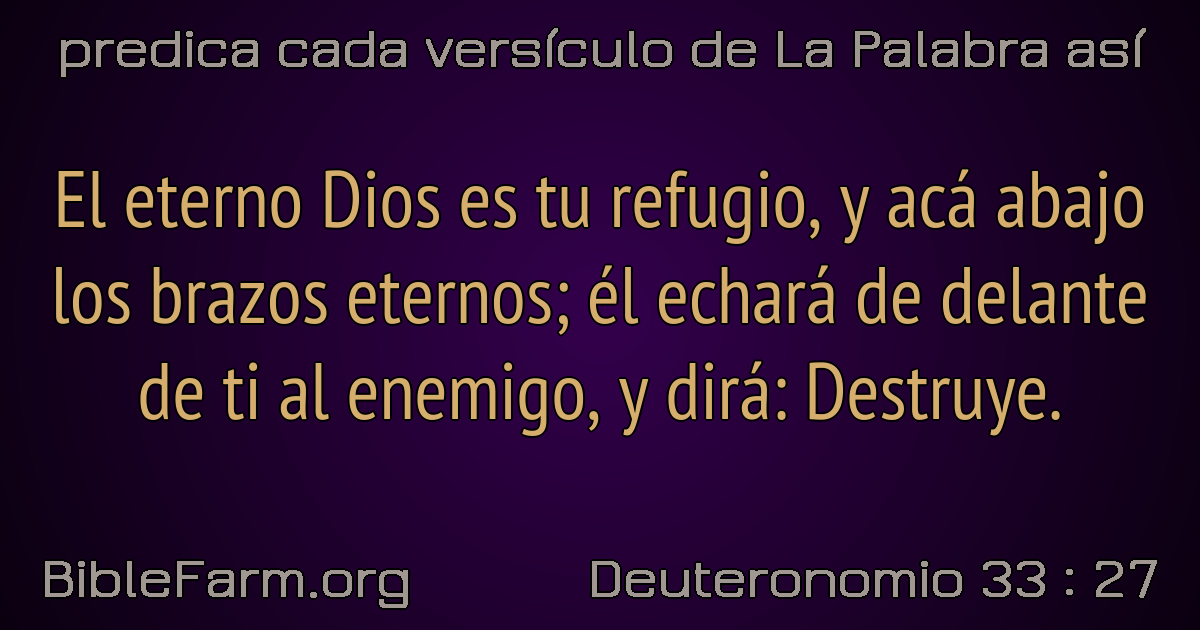 predica cada versículo de La Palabra así
El eterno Dios es tu refugio, y acá abajo
los brazos eternos; él echará de delante
de ti al enemigo, y dirá: Destruye.
BibleFarm.org
Deuteronomio 33 : 27